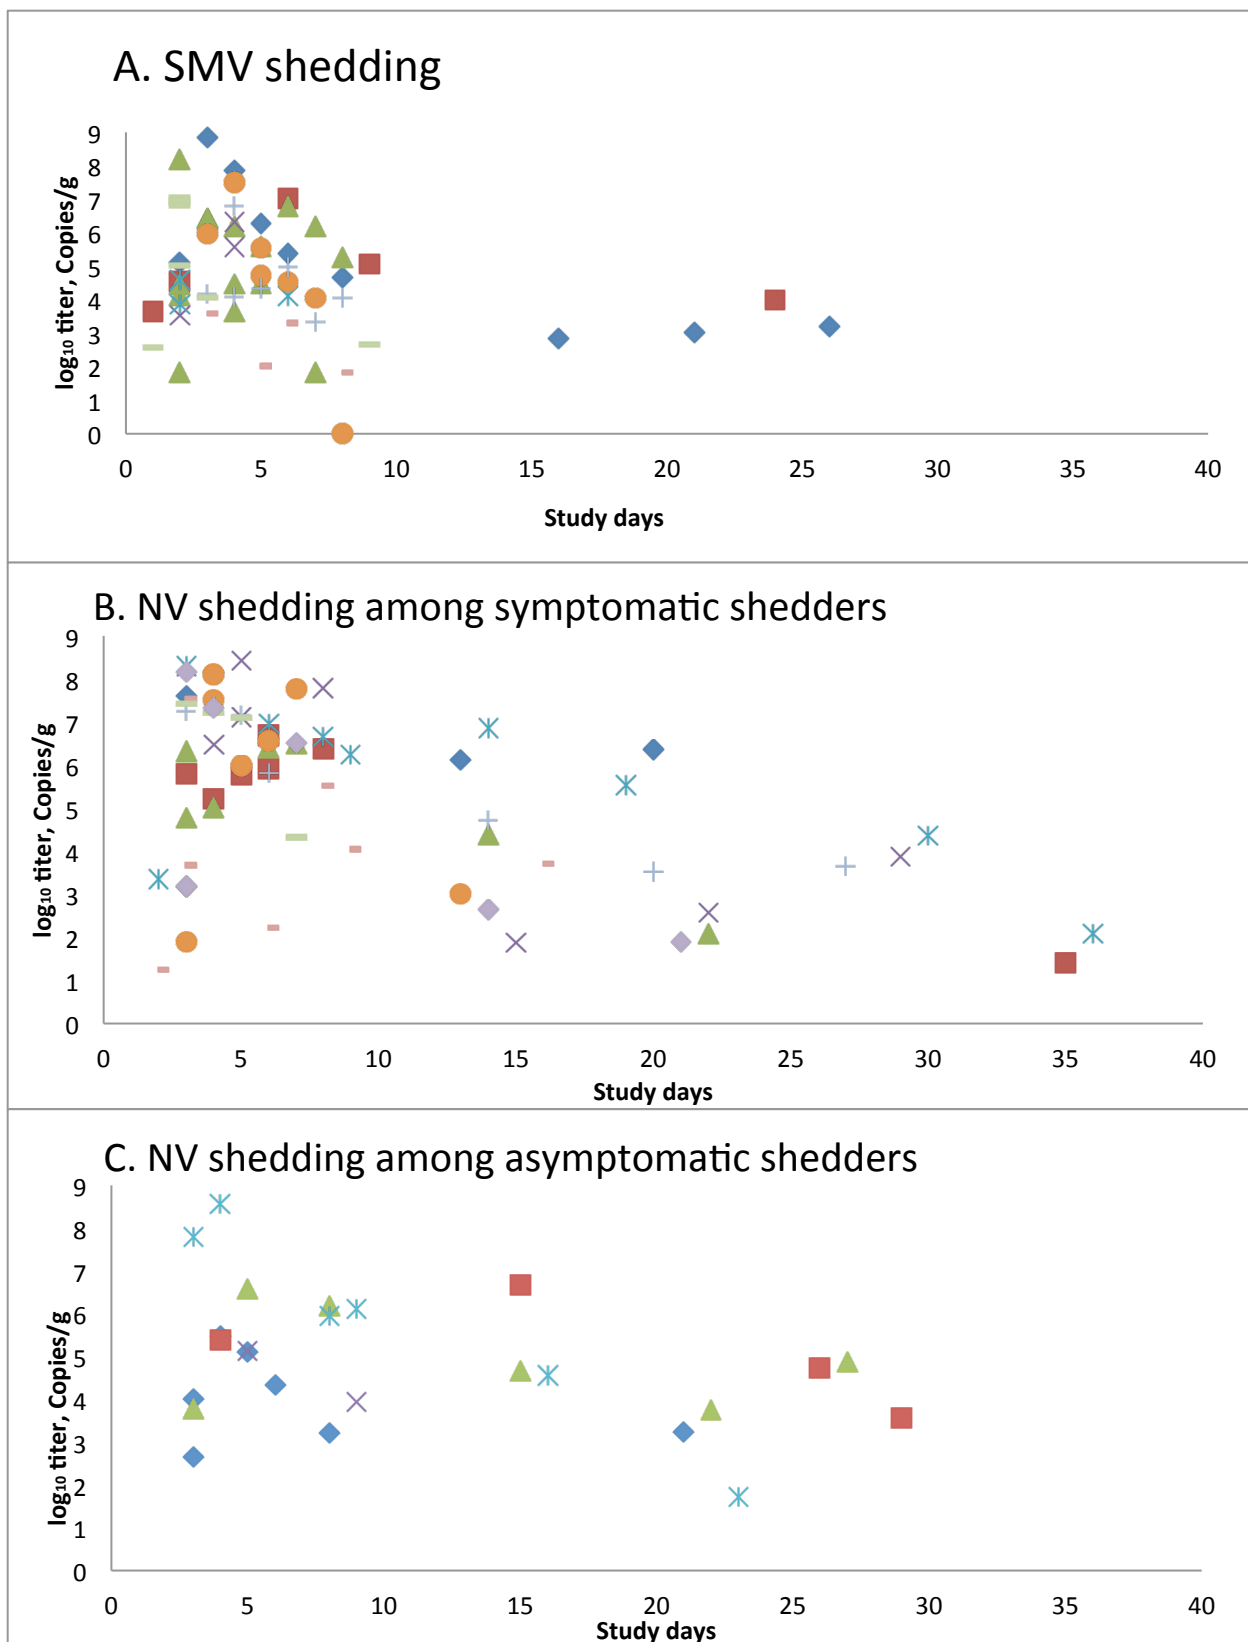 A. SMV shedding
9
8
7
6
5
4
3
2
1
0
log₁₀ titer, Copies/g
0 5 10 15 20 25 30 35 40
Study days
B. NV shedding among symptomatic shedders
9
8
7
6
5
4
3
2
1
0
log₁₀ titer, Copies/g
0 5 10 15 20 25 30 35 40
Study days
C. NV shedding among asymptomatic shedders
9
8
7
6
5
4
3
2
1
0
log₁₀ titer, Copies/g
0 5 10 15 20 25 30 35 40
Study days